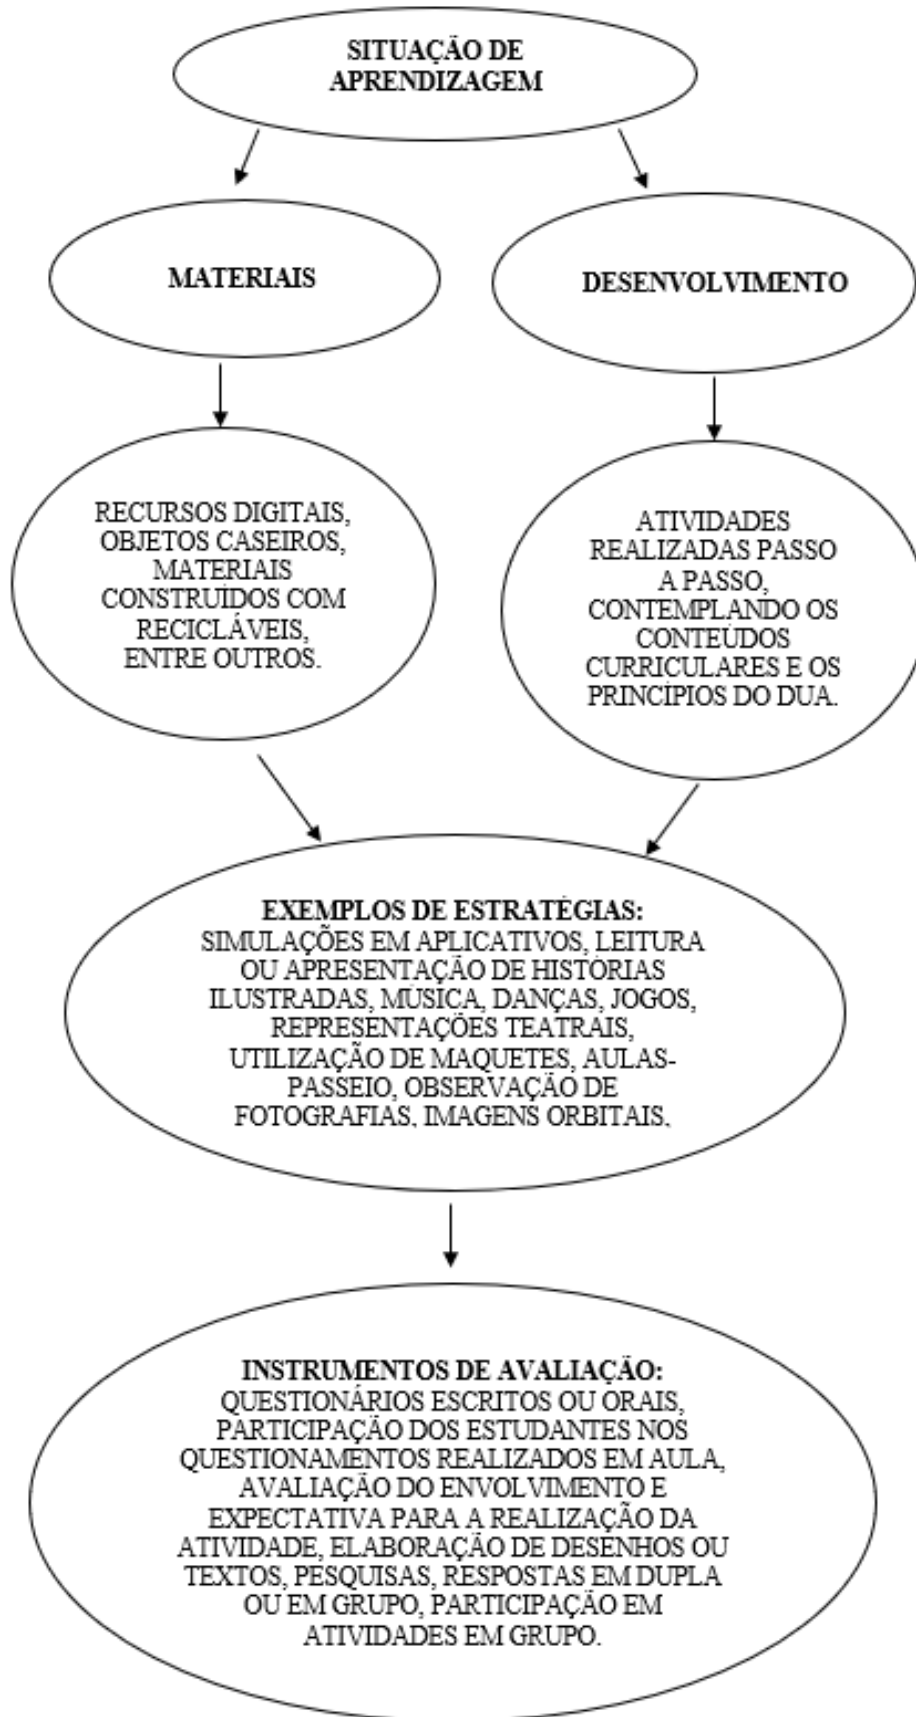 SITUAÇÃO DE
APRENDIZAGEM
MATERIAIS
DESENVOLVIMENTO
RECURSOS DIGITAIS,
OBJETOS CASEIROS,
MATERIAIS
CONSTRUÍDOS COM
RECICLÁVEIS,
ENTRE OUTROS.
ATIVIDADES
REALIZADAS PASSO
A PASSO,
CONTEMPLANDO OS
CONTEÚDOS
CURRICULARES E OS
PRINCÍPIOS DO DUA.
EXEMPLOS DE ESTRATÉGIAS:
SIMULAÇÕES EM APLICATIVOS, LEITURA
OU APRESENTAÇÃO DE HISTÓRIAS
ILUSTRADAS, MÚSICA, DANÇAS, JOGOS,
REPRESENTAÇÕES TEATRAIS,
UTILIZAÇÃO DE MAQUETES, AULAS-
PASSEIO, OBSERVAÇÃO DE
FOTOGRAFIAS, IMAGENS ORBITAIS,
INSTRUMENTOS DE AVALIAÇÃO:
QUESTIONÁRIOS ESCRITOS OU ORAIS,
PARTICIPAÇÃO DOS ESTUDANTES NOS
QUESTIONAMENTOS REALIZADOS EM AULA,
AVALIAÇÃO DO ENVOLVIMENTO E
EXPECTATIVA PARA A REALIZAÇÃO DA
ATIVIDADE, ELABORAÇÃO DE DESENHOS OU
TEXTOS, PESQUISAS, RESPOSTAS EM DUPLA
OU EM GRUPO, PARTICIPAÇÃO EM
ATIVIDADES EM GRUPO.